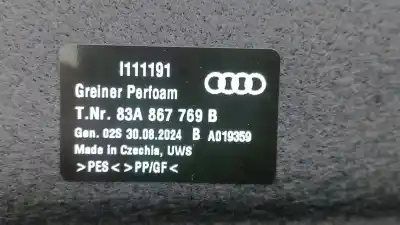 I111191
Greiner Perfoam
T.Nr. 83A 867 769 B
Gen. 02S 30.08.2024 B A019359
Made in Czechia, UWS
>PES< >PP/GF<